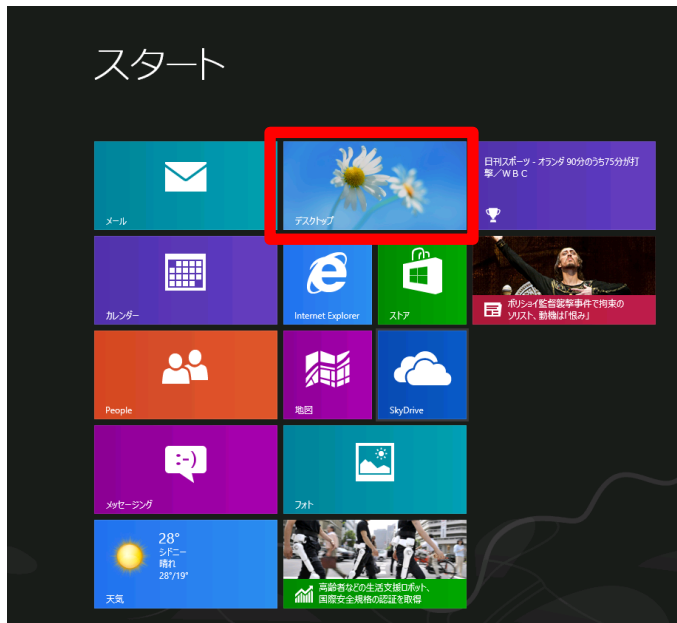 スタート
メール
デスクトップ
日刊スポーツ - オランダ 90分のうち75分が打
撃／ＷＢＣ
カレンダー
Internet Explorer
ストア
ボリショイ監督襲撃事件で拘束の
ソリスト、動機は「恨み」
People
地図
SkyDrive
:-)
メッセージング
フォト
28°
シドニー
晴れ
28°/19°
天気
高齢者などの生活支援ロボット、
国際安全規格の認証を取得